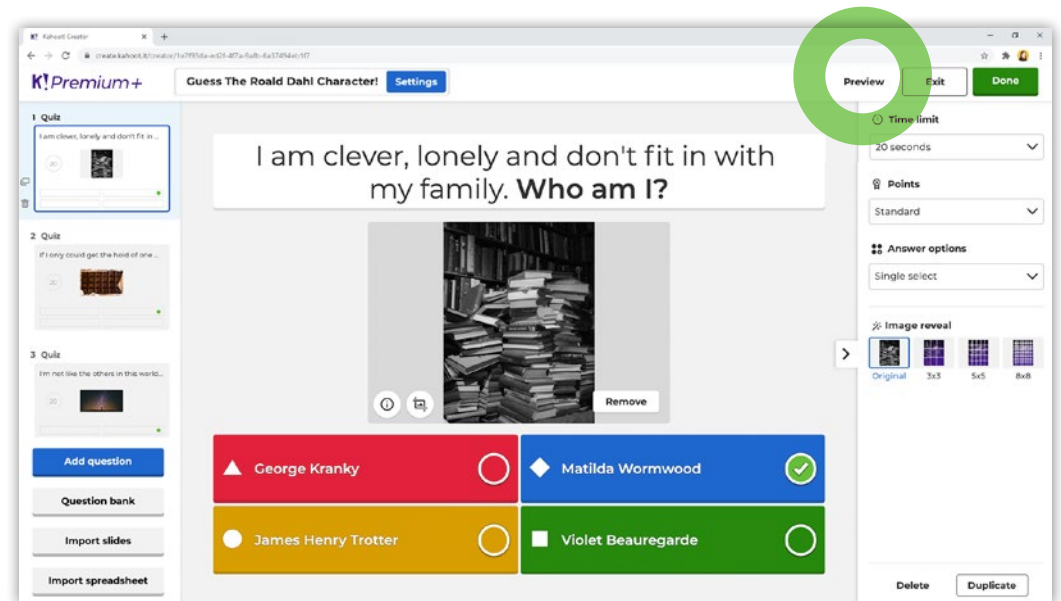 Kahoot! Creator
K! Premium+
Guess The Roald Dahl Character!
Settings
Preview
Exit
Done
1 Quiz
I am clever, lonely and don't fit in ...
20
2 Quiz
If I only could get the hold of one ...
20
3 Quiz
I'm not like the others in this world...
20
Add question
Question bank
Import slides
Import spreadsheet
I am clever, lonely and don't fit in with
my family. Who am I?
Remove
George Kranky
Matilda Wormwood
James Henry Trotter
Violet Beauregarde
Time limit
20 seconds
Points
Standard
Answer options
Single select
Image reveal
Original
3x3
5x5
8x8
Delete
Duplicate